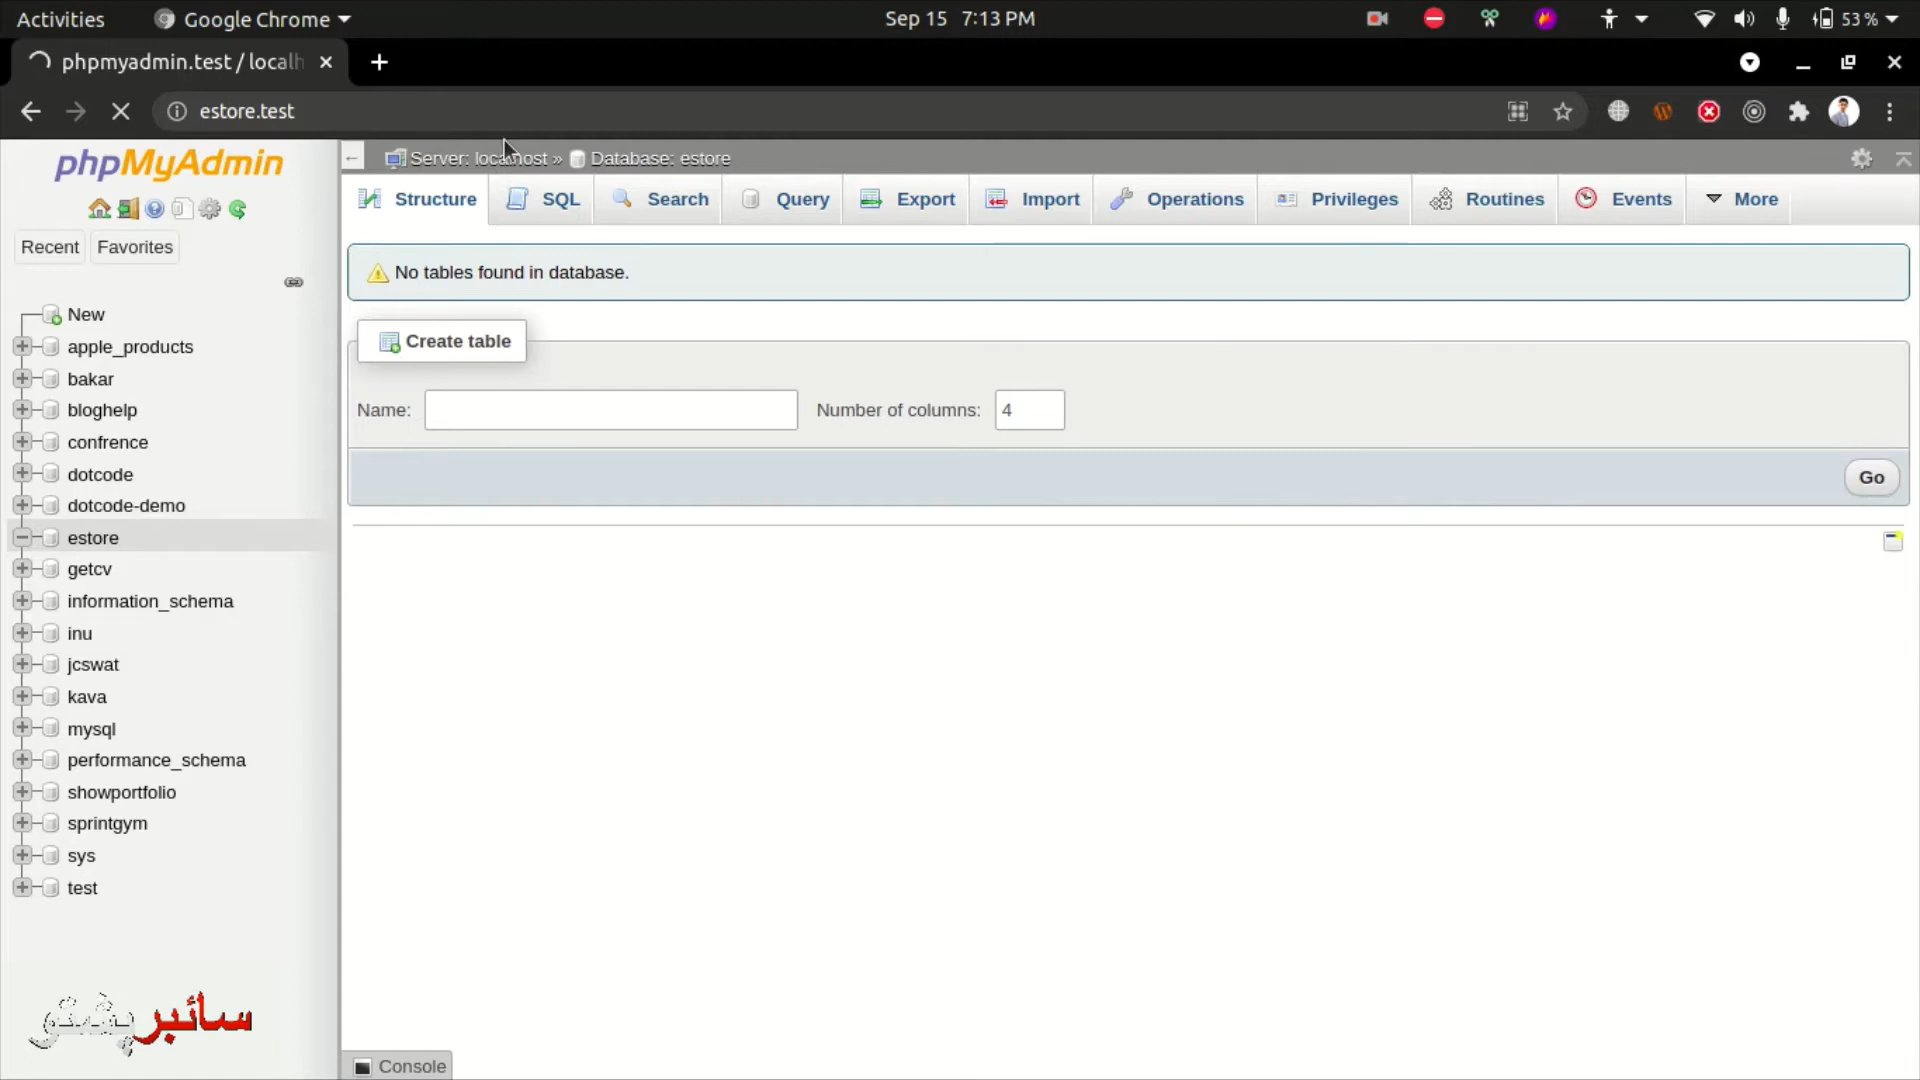 Activities
Google Chrome
Sep 15 7:13 PM
53 %
phpmyadmin.test / localh
estore.test
phpMyAdmin
Server: localhost »
Database: estore
Structure
SQL
Search
Query
Export
Import
Operations
Privileges
Routines
Events
More
Recent
Favorites
No tables found in database.
Create table
Name:
Number of columns:
4
Go
New
apple_products
bakar
bloghelp
confrence
dotcode
dotcode-demo
estore
getcv
information_schema
inu
jcswat
kava
mysql
performance_schema
showportfolio
sprintgym
sys
test
سائبر پښتو
Console